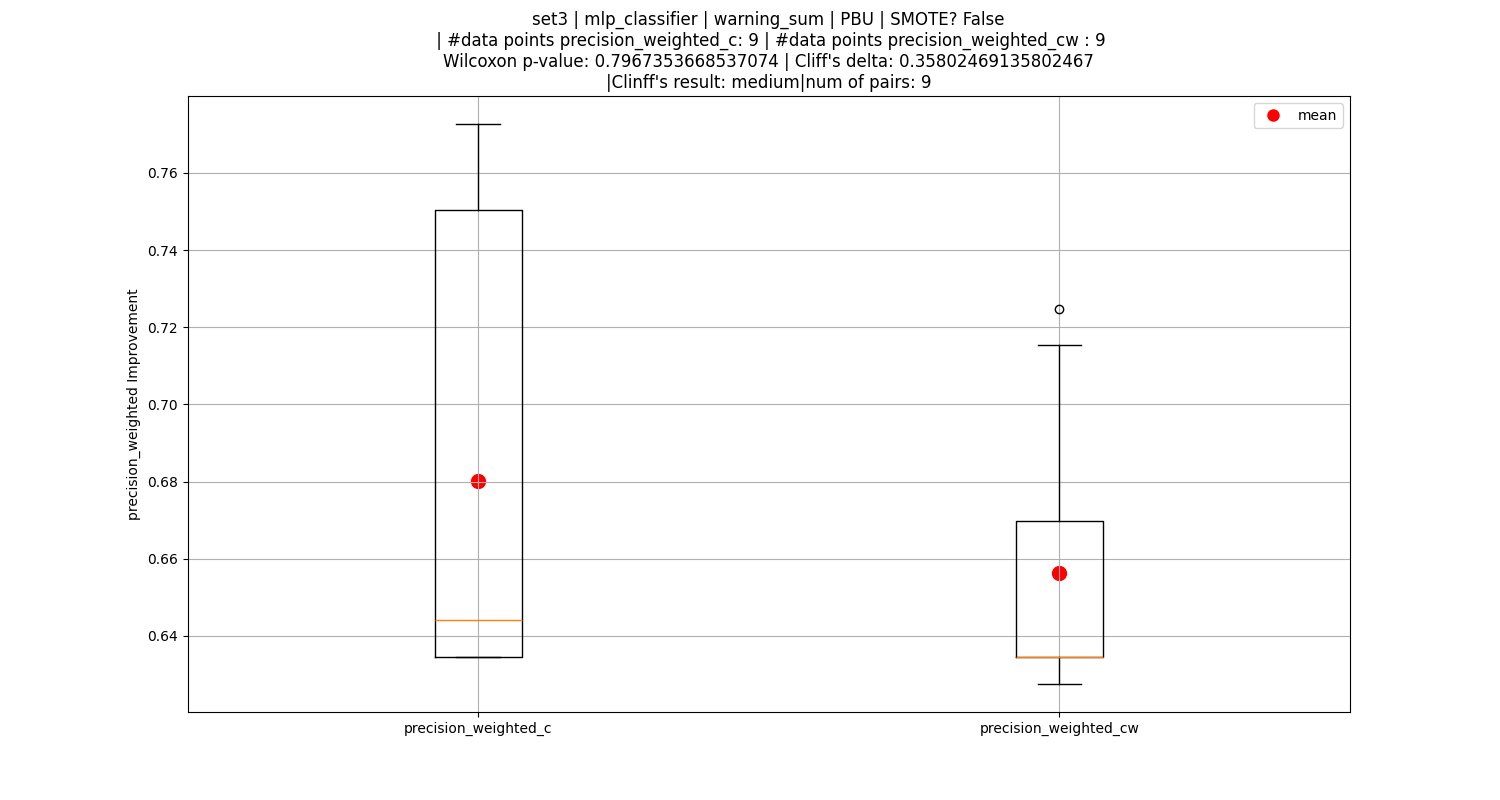 set3 | mlp_classifier | warning_sum | PBU | SMOTE? False
| #data points precision_weighted_c: 9 | #data points precision_weighted_cw : 9
Wilcoxon p-value: 0.7967353668537074 | Cliff's delta: 0.35802469135802467
|Clinff's result: medium|num of pairs: 9
mean
precision_weighted Improvement
0.76
0.74
0.72
0.70
0.68
0.66
0.64
precision_weighted_c
precision_weighted_cw